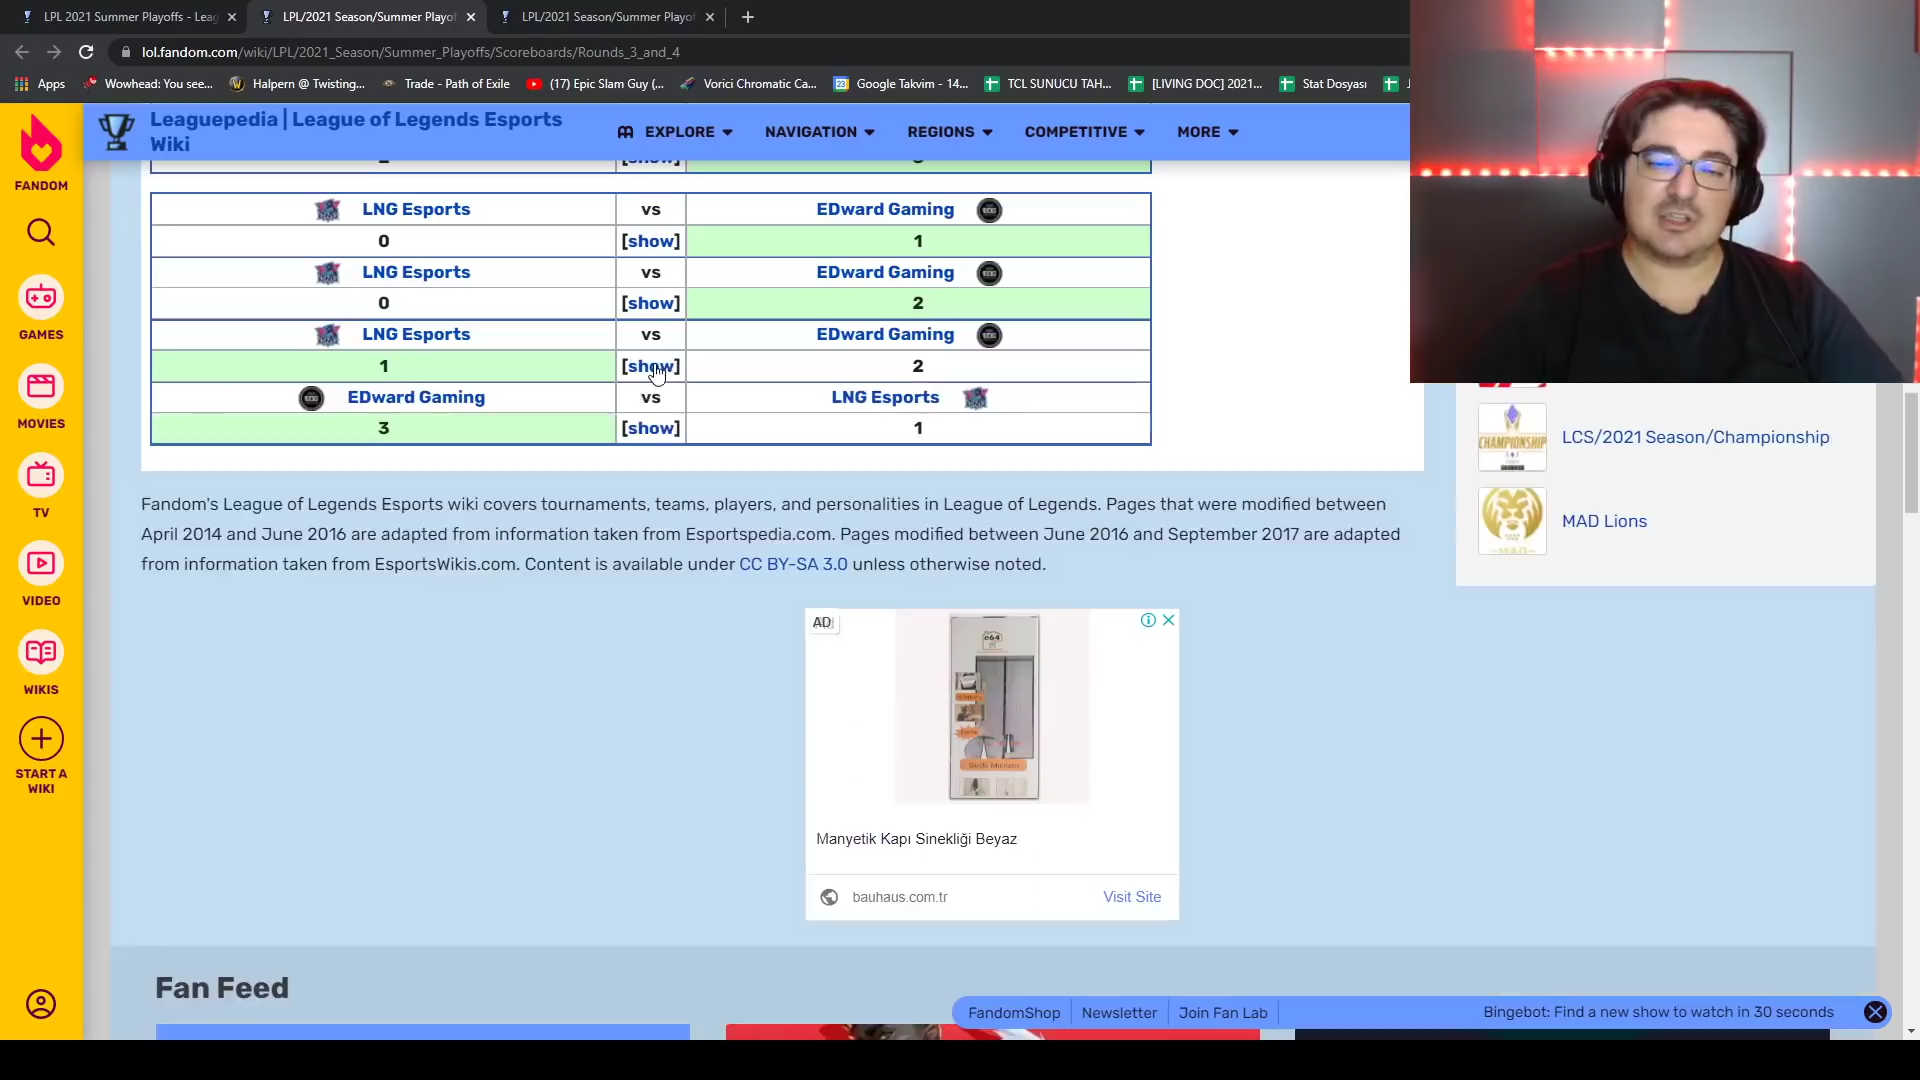 LPL 2021 Summer Playoffs - Leag
LPL/2021 Season/Summer Playof
LPL/2021 Season/Summer Playof
lol.fandom.com/wiki/LPL/2021_Season/Summer_Playoffs/Scoreboards/Rounds_3_and_4
Apps
Wowhead: You see...
Halpern @ Twisting...
Trade - Path of Exile
(17) Epic Slam Guy (...
Vorici Chromatic Ca...
Google Takvim - 14...
TCL SUNUCU TAH...
[LIVING DOC] 2021...
Stat Dosyası
Leaguepedia | League of Legends Esports
Wiki
EXPLORE
NAVIGATION
REGIONS
COMPETITIVE
MORE
FANDOM
GAMES
MOVIES
TV
VIDEO
WIKIS
START A
WIKI
[show]
LNG Esports vs EDward Gaming
0 [show] 1
LNG Esports vs EDward Gaming
0 [show] 2
LNG Esports vs EDward Gaming
1 [show] 2
EDward Gaming vs LNG Esports
3 [show] 1
CHAMPIONSHIP
LCS/2021 Season/Championship
MAD Lions
Fandom's League of Legends Esports wiki covers tournaments, teams, players, and personalities in League of Legends. Pages that were modified between
April 2014 and June 2016 are adapted from information taken from Esportspedia.com. Pages modified between June 2016 and September 2017 are adapted
from information taken from EsportsWikis.com. Content is available under CC BY-SA 3.0 unless otherwise noted.
AD
e64
Manyetik Kapı Sinekliği Beyaz
bauhaus.com.tr
Visit Site
Fan Feed
FandomShop
Newsletter
Join Fan Lab
Bingebot: Find a new show to watch in 30 seconds